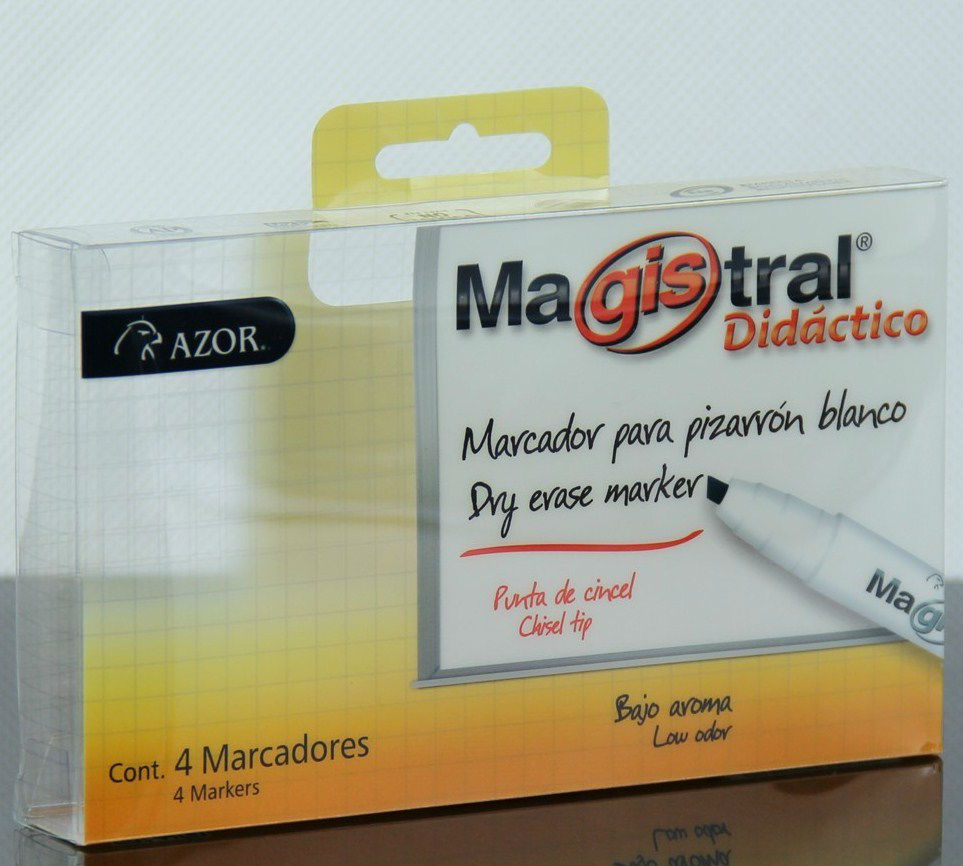 AZOR
Magistral®
Didáctico
Marcador para pizarrón blanco
Dry erase marker
Punta de cincel
Chisel tip
Bajo aroma
Low odor
Cont. 4 Marcadores
4 Markers